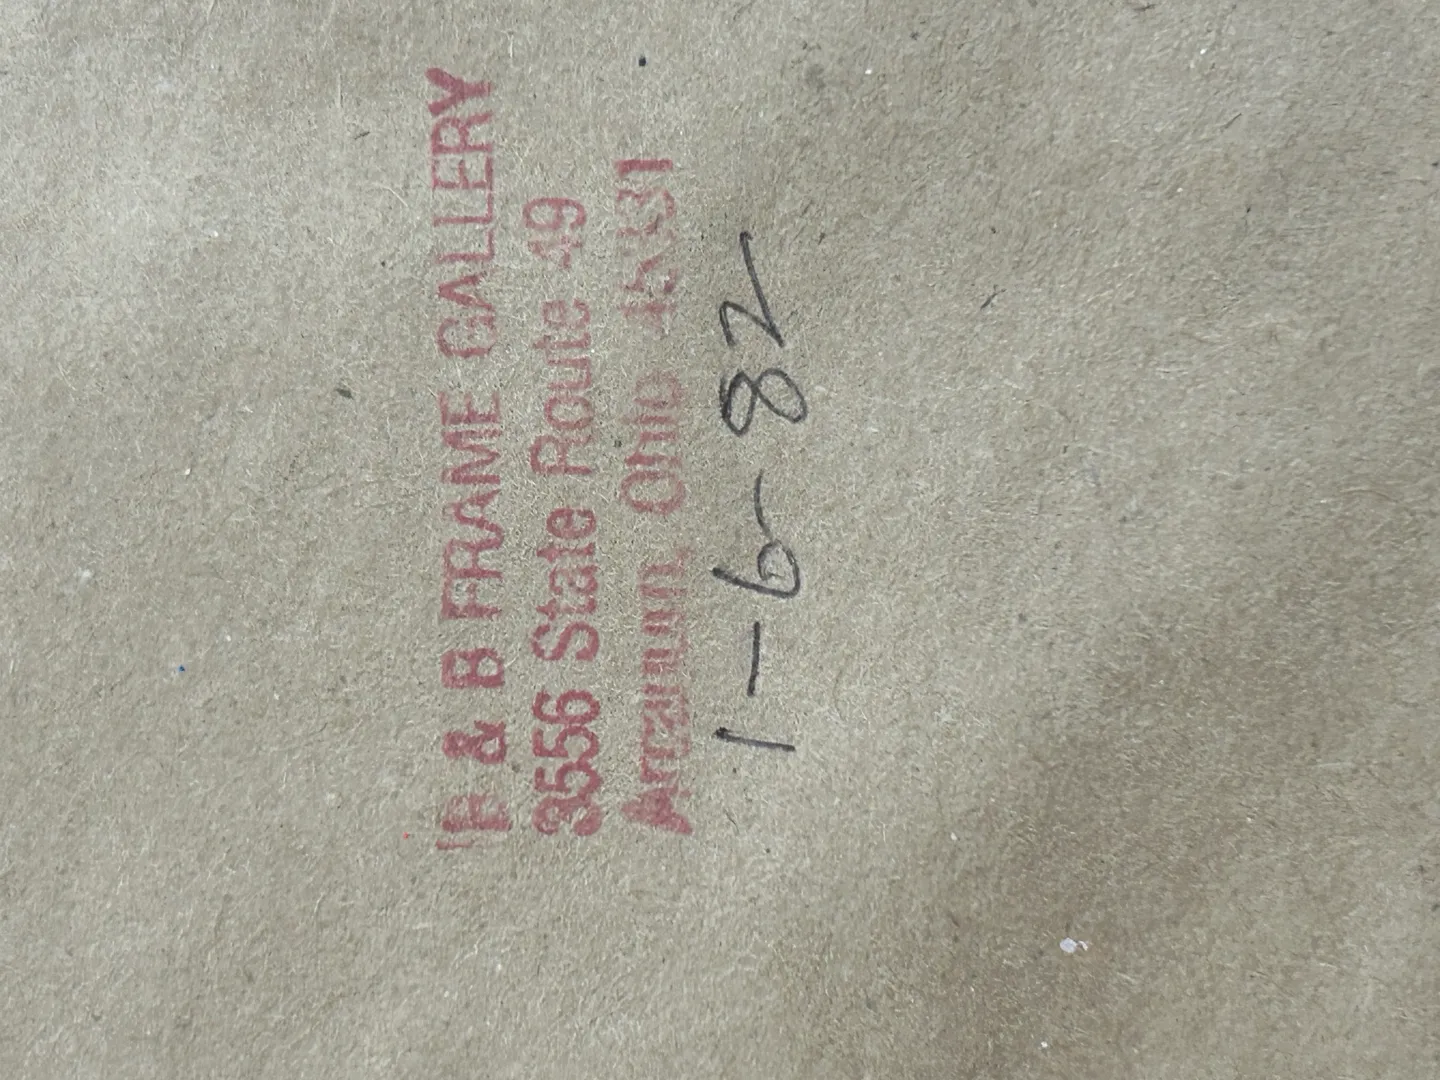 & B FRAME GALLERY
3556 State Route 49
Arcanum, Ohio 45331
1-6-82